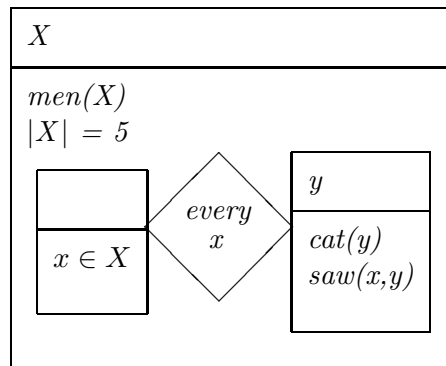 X
men(X)
|X| = 5
every
x
y
x ∈ X
cat(y)
saw(x,y)